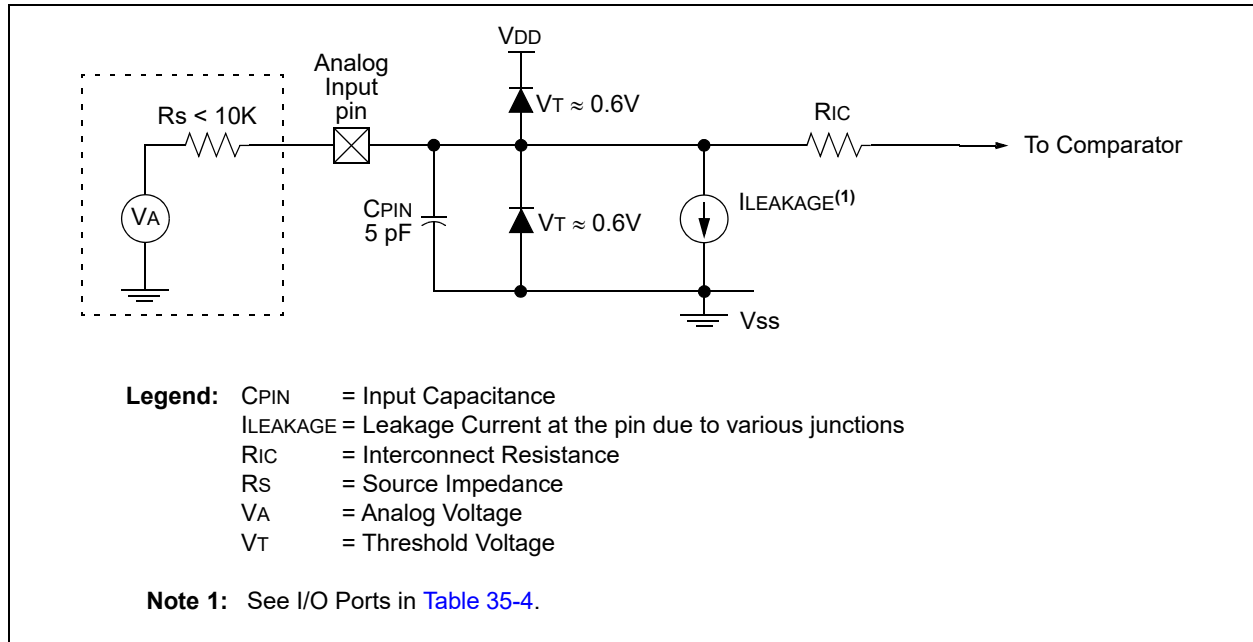 VDD
Analog
Input
pin
Rs < 10K
VT ≈ 0.6V
RIC
To Comparator
VA
CPIN
5 pF
VT ≈ 0.6V
ILEAKAGE(1)
Vss
Legend: CPIN = Input Capacitance
ILEAKAGE = Leakage Current at the pin due to various junctions
RIC = Interconnect Resistance
RS = Source Impedance
VA = Analog Voltage
VT = Threshold Voltage
Note 1: See I/O Ports in Table 35-4.